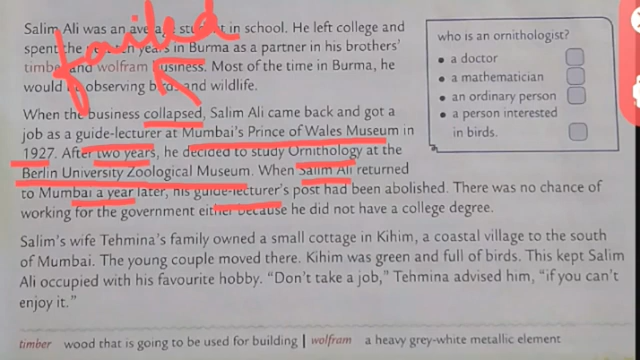 Salim Ali was an average student in school. He left college and
spent the years in Burma as a partner in his brothers'
timber and wolfram business. Most of the time in Burma, he
would observing birds and wildlife.
failed
When the business collapsed, Salim Ali came back and got a
job as a guide-lecturer at Mumbai's Prince of Wales Museum in
1927. After two years, he decided to study Ornithology at the
Berlin University Zoological Museum. When Salim Ali returned
to Mumbai a year later, his guide-lecturer's post had been abolished. There was no chance of
working for the government either because he did not have a college degree.
Salim's wife Tehmina's family owned a small cottage in Kihim, a coastal village to the south
of Mumbai. The young couple moved there. Kihim was green and full of birds. This kept Salim
Ali occupied with his favourite hobby. “Don't take a job,” Tehmina advised him, “if you can't
enjoy it.”
who is an ornithologist?
• a doctor
• a mathematician
• an ordinary person
• a person interested
in birds.
timber wood that is going to be used for building | wolfram a heavy grey-white metallic element